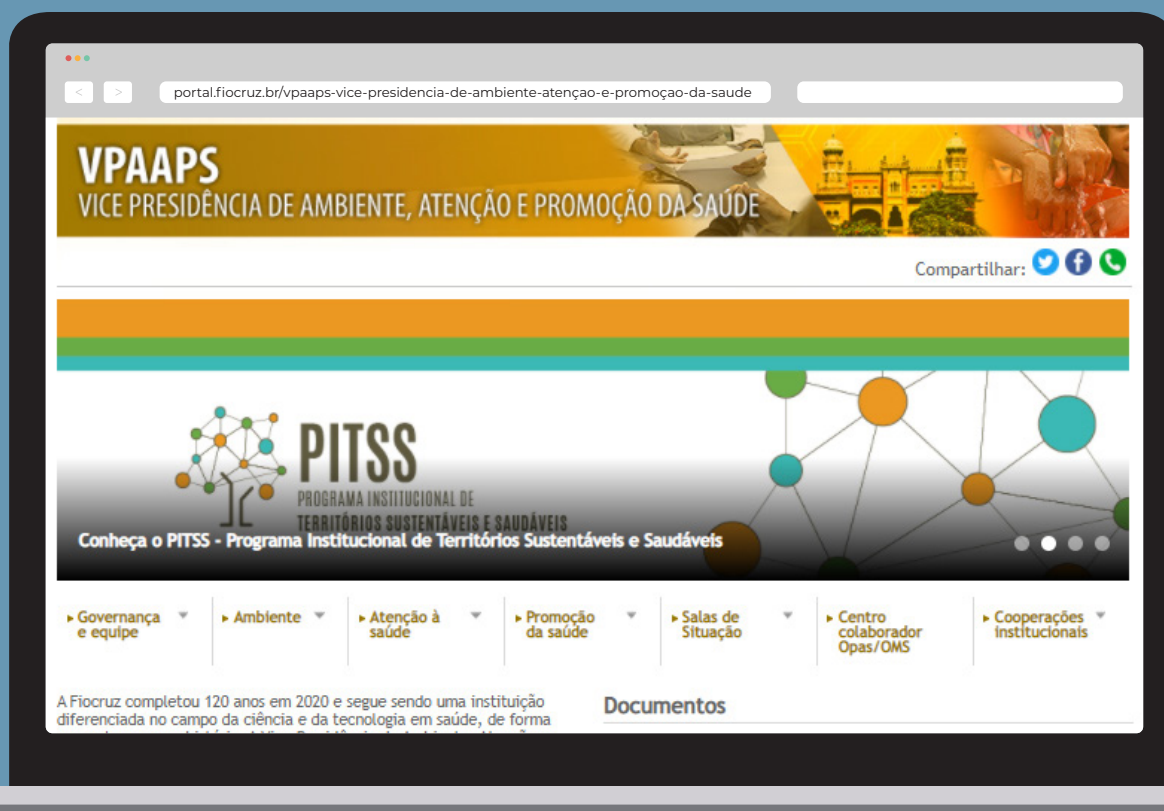 < > portal.fiocruz.br/vpaaps-vice-presidencia-de-ambiente-atençao-e-promoçao-da-saude
VPAAPS
VICE PRESIDÊNCIA DE AMBIENTE, ATENÇÃO E PROMOÇÃO DA SAÚDE
Compartilhar:
PITSS
PROGRAMA INSTITUCIONAL DE
TERRITÓRIOS SUSTENTÁVEIS E SAUDÁVEIS
Conheça o PITSS - Programa Institucional de Territórios Sustentáveis e Saudáveis
Governança
e equipe
Ambiente
Atenção à
saúde
Promoção
da saúde
Salas de
Situação
Centro
colaborador
Opas/OMS
Cooperações
institucionais
A Fiocruz completou 120 anos em 2020 e segue sendo uma instituição
diferenciada no campo da ciência e da tecnologia em saúde, de forma
Documentos